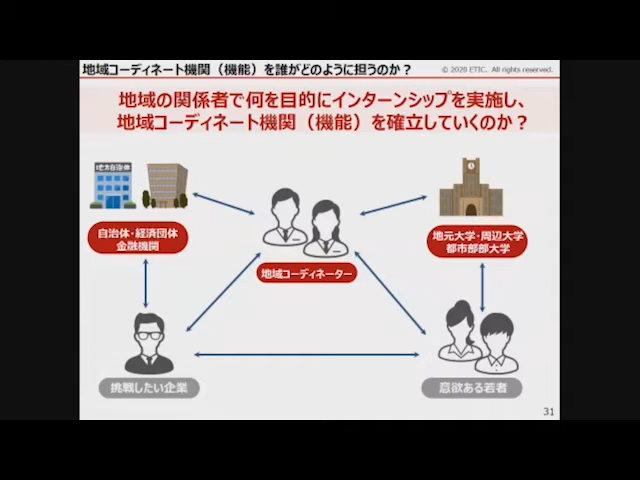 地域コーディネート機関（機能）を誰がどのように担うのか？
© 2020 ETIC. All rights reserved.
地域の関係者で何を目的にインターンシップを実施し、
地域コーディネート機関（機能）を確立していくのか？
地方自治体
自治体・経済団体
金融機関
地域コーディネーター
地元大学・周辺大学
都市部部大学
挑戦したい企業
意欲ある若者
31